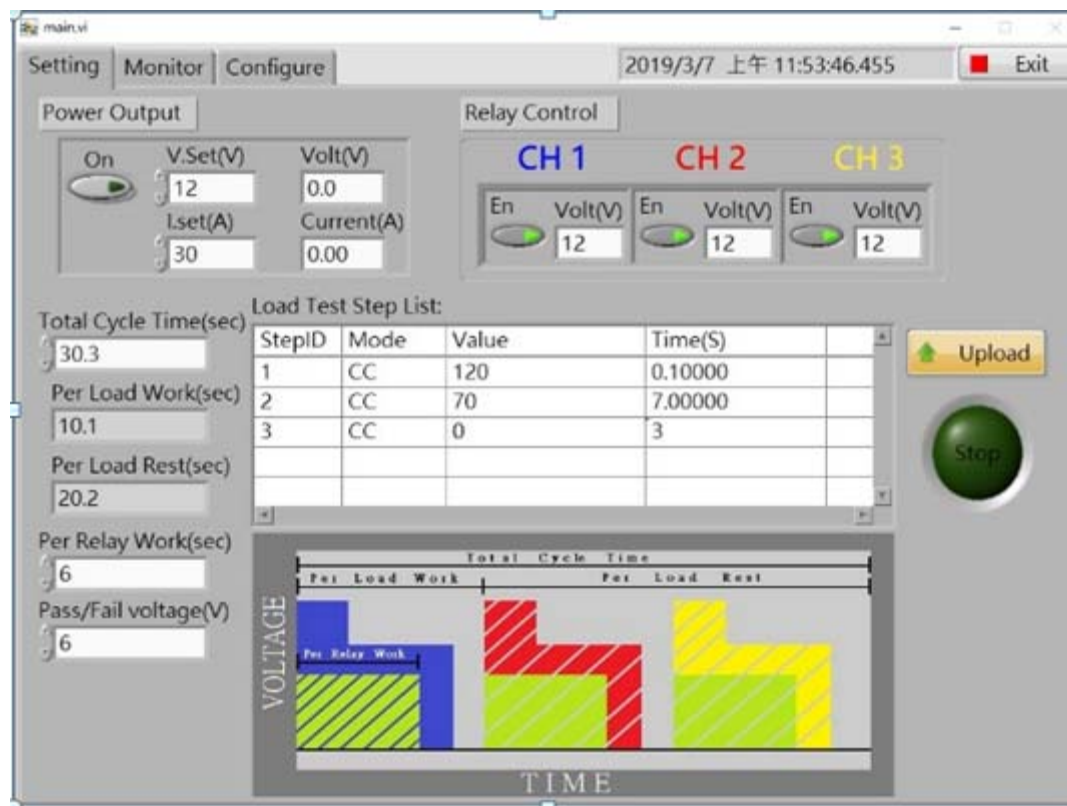 main.vi
Setting Monitor Configure 2019/3/7 上午 11:53:46.455 Exit
Power Output
On V.Set(V) Volt(V)
12 0.0
I.set(A) Current(A)
30 0.00
Relay Control
CH 1 CH 2 CH 3
En Volt(V) En Volt(V) En Volt(V)
12 12 12
Total Cycle Time(sec)
30.3
Per Load Work(sec)
10.1
Per Load Rest(sec)
20.2
Per Relay Work(sec)
6
Pass/Fail voltage(V)
6
Load Test Step List:
StepID Mode Value Time(S)
1 CC 120 0.10000
2 CC 70 7.00000
3 CC 0 3
Upload
Stop
Total Cycle Time
Per Load Work Per Load Rest
Per Relay Work
VOLTAGE
TIME